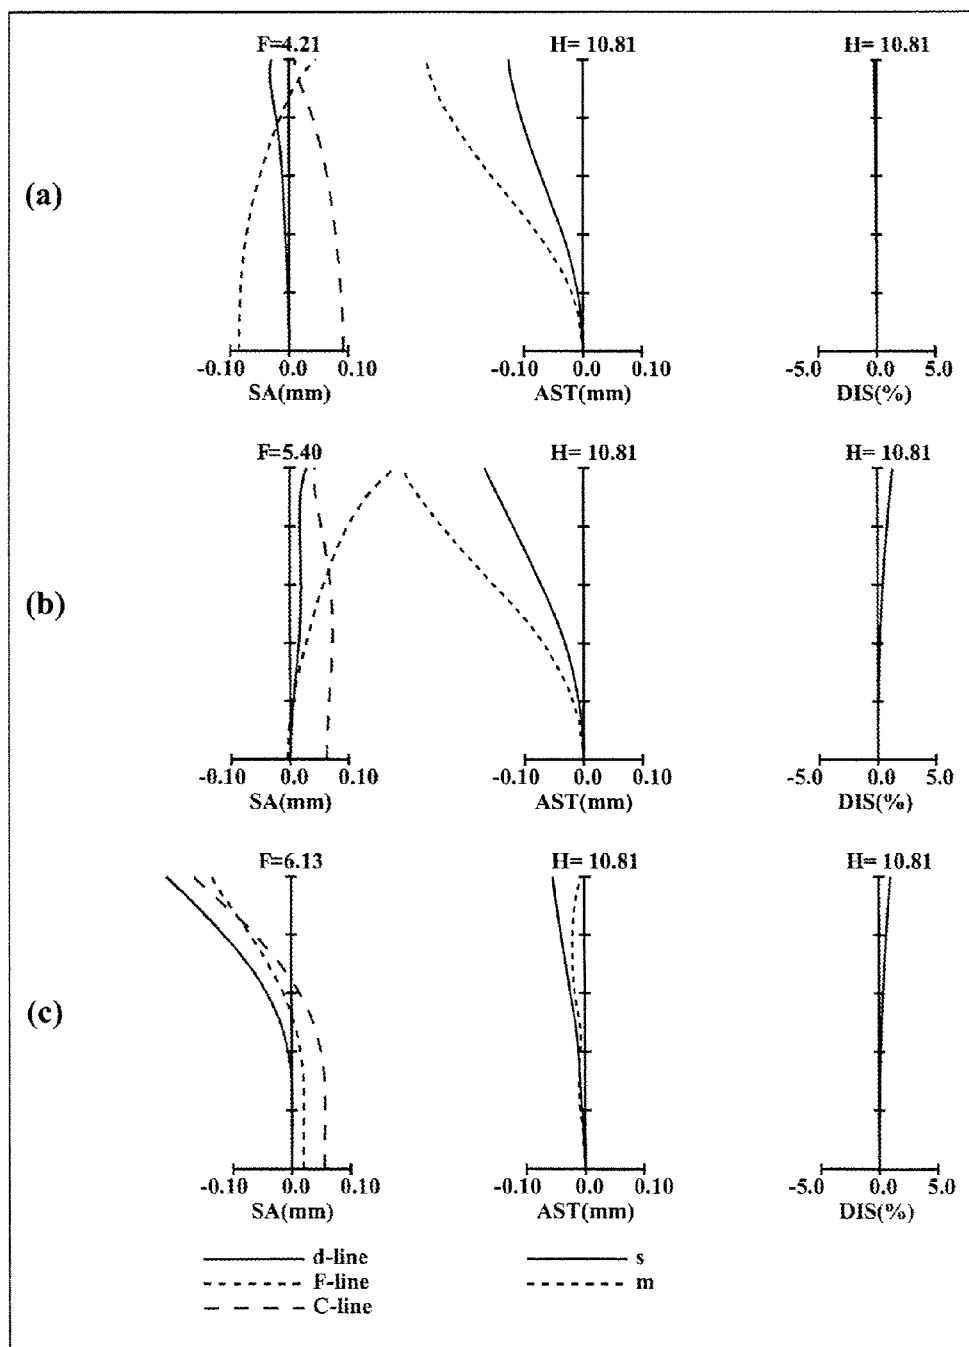 F=4.21 H= 10.81 H= 10.81
(a)
-0.10 0.0 0.10 -0.10 0.0 0.10 -5.0 0.0 5.0
SA(mm) AST(mm) DIS(%)
F=5.40 H= 10.81 H= 10.81
(b)
-0.10 0.0 0.10 -0.10 0.0 0.10 -5.0 0.0 5.0
SA(mm) AST(mm) DIS(%)
F=6.13 H= 10.81 H= 10.81
(c)
-0.10 0.0 0.10 -0.10 0.0 0.10 -5.0 0.0 5.0
SA(mm) AST(mm) DIS(%)
d-line s
F-line m
C-line